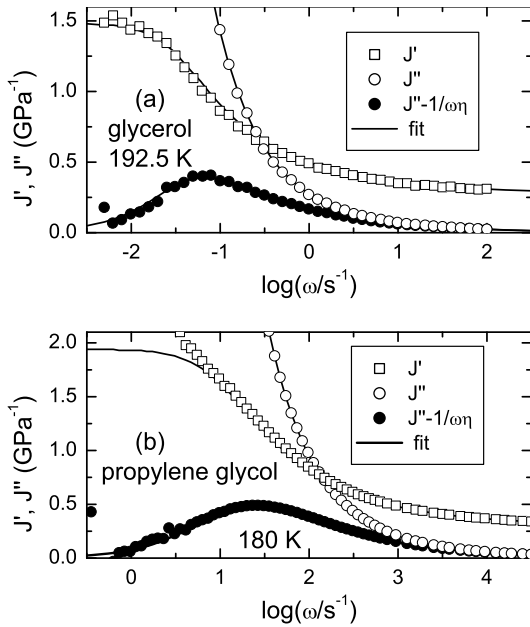 J', J'' (GPa⁻¹)
1.5
1.0
0.5
0.0
(a)
glycerol
192.5 K
J'
J''
J''-1/ωη
fit
-2
-1
0
1
2
log(ω/s⁻¹)
J', J'' (GPa⁻¹)
2.0
1.5
1.0
0.5
0.0
(b)
propylene glycol
180 K
J'
J''
J''-1/ωη
fit
0
1
2
3
4
log(ω/s⁻¹)